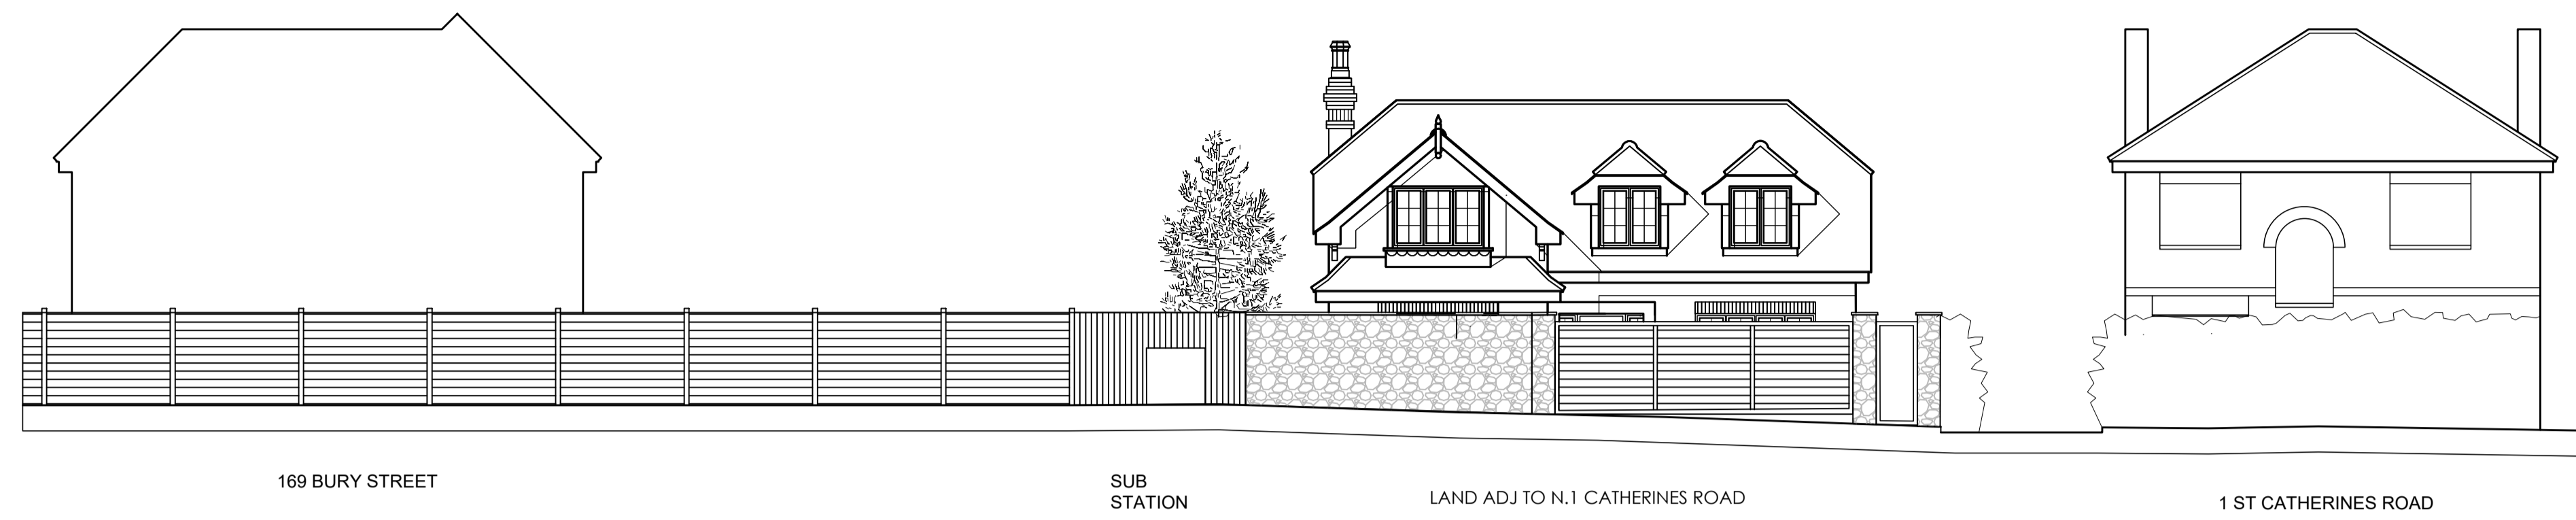 169 BURY STREET
SUB
STATION
LAND ADJ TO N.1 CATHERINES ROAD
1 ST CATHERINES ROAD